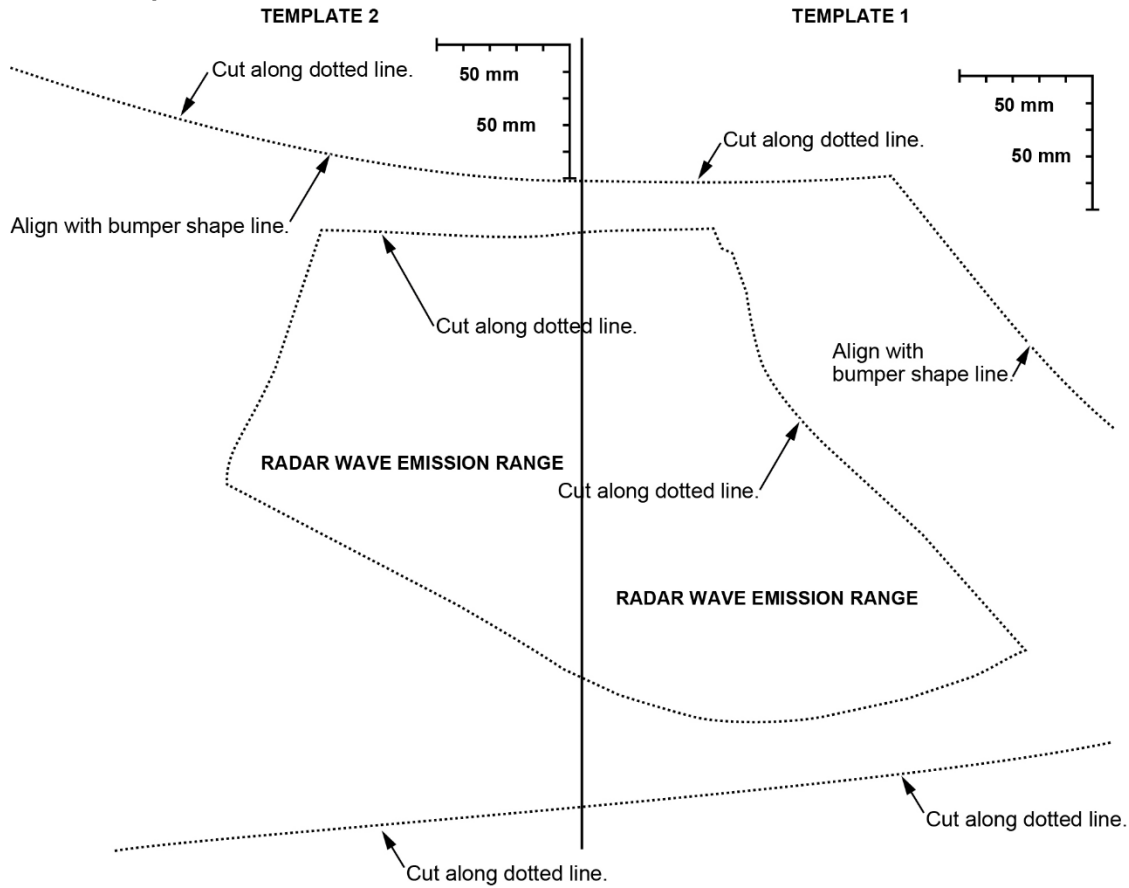 TEMPLATE 2
TEMPLATE 1
Cut along dotted line.
50 mm
50 mm
50 mm
50 mm
Cut along dotted line.
Align with bumper shape line.
Cut along dotted line.
Align with
bumper shape line.
RADAR WAVE EMISSION RANGE
Cut along dotted line.
RADAR WAVE EMISSION RANGE
Cut along dotted line.
Cut along dotted line.